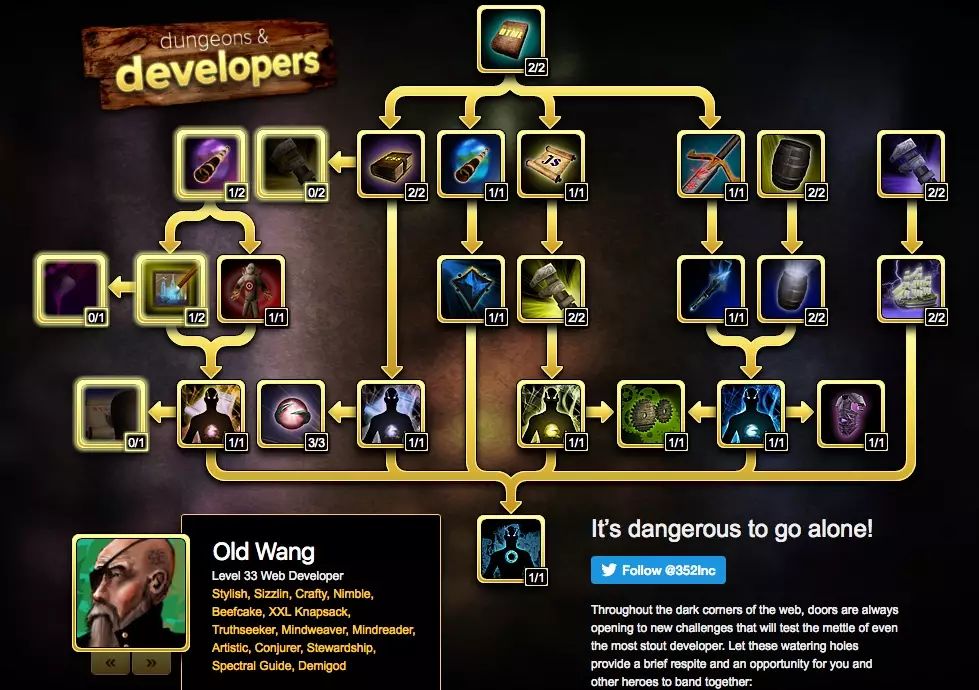 dungeons &
developers
HTML
2/2
1/2
0/2
2/2
1/1
JS
1/1
1/1
2/2
2/2
0/1
1/2
1/1
1/1
2/2
1/1
2/2
2/2
0/1
1/1
3/3
1/1
1/1
1/1
1/1
1/1
1/1
Old Wang
Level 33 Web Developer
Stylish, Sizzlin, Crafty, Nimble,
Beefcake, XXL Knapsack,
Truthseeker, Mindweaver, Mindreader,
Artistic, Conjurer, Stewardship,
Spectral Guide, Demigod
«
»
It's dangerous to go alone!
Follow @352Inc
Throughout the dark corners of the web, doors are always
opening to new challenges that will test the mettle of even
the most stout developer. Let these watering holes
provide a brief respite and an opportunity for you and
other heroes to band together: